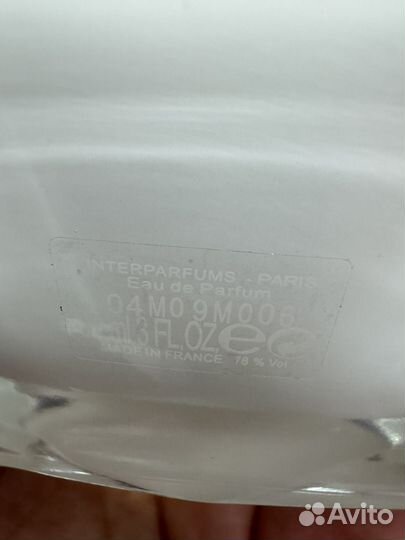 INTERPARFUMS - PARIS
Eau de Parfum
04M09M006
FL.OZ. e
MADE IN FRANCE 78 % Vol
Avito